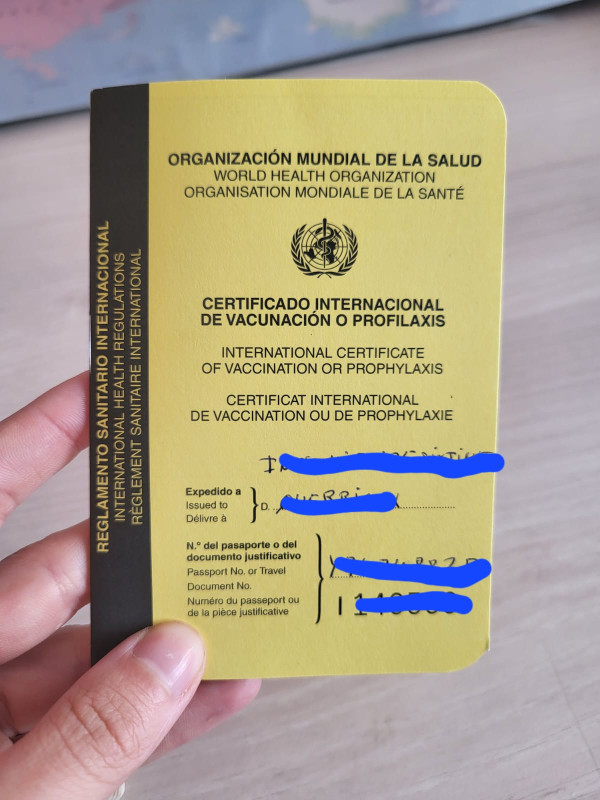 ORGANIZACIÓN MUNDIAL DE LA SALUD
WORLD HEALTH ORGANIZATION
ORGANISATION MONDIALE DE LA SANTÉ
CERTIFICADO INTERNACIONAL
DE VACUNACIÓN O PROFILAXIS
INTERNATIONAL CERTIFICATE
OF VACCINATION OR PROPHYLAXIS
CERTIFICAT INTERNATIONAL
DE VACCINATION OU DE PROPHYLAXIE
Expedido a
Issued to
Délivre à
D.
N.º del pasaporte o del
documento justificativo
Passport No. or Travel
Document No.
Numéro du passeport ou
de la pièce justificative
REGLAMENTO SANITARIO INTERNACIONAL
INTERNATIONAL HEALTH REGULATIONS
RÈGLEMENT SANITAIRE INTERNATIONAL